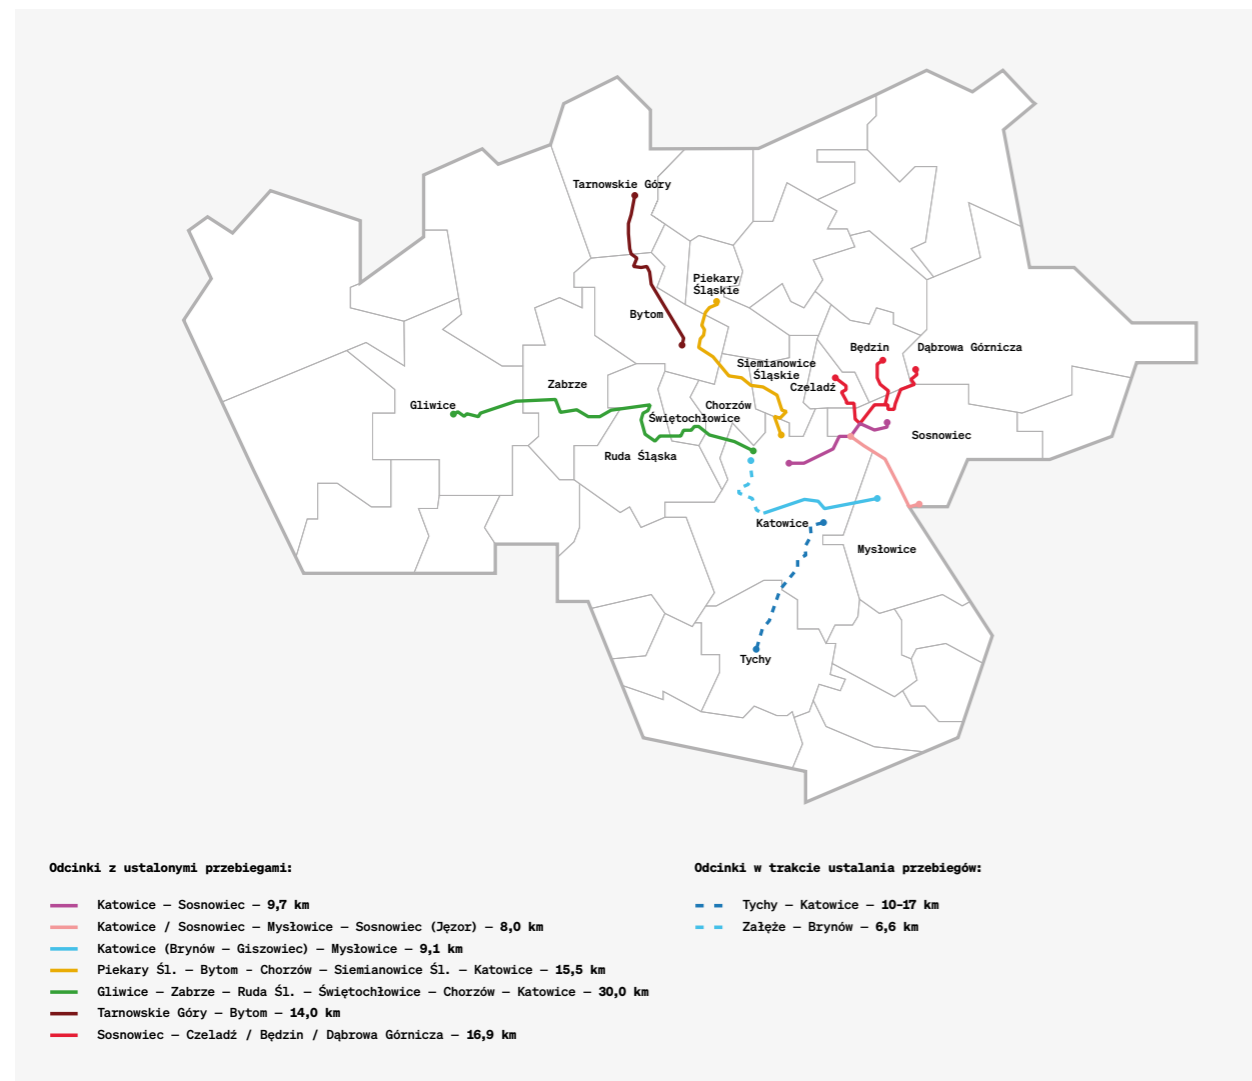 Tarnowskie Góry
Piekary
Śląskie
Bytom
Będzin
Dąbrowa Górnicza
Siemianowice
Śląskie
Czeladź
Zabrze
Gliwice
Chorzów
Świętochłowice
Sosnowiec
Ruda Śląska
Katowice
Mysłowice
Tychy
Odcinki z ustalonymi przebiegami:
Katowice – Sosnowiec – 9,7 km
Katowice / Sosnowiec – Mysłowice – Sosnowiec (Jęzor) – 8,0 km
Katowice (Brynów – Giszowiec) – Mysłowice – 9,1 km
Piekary Śl. – Bytom - Chorzów – Siemianowice Śl. – Katowice – 15,5 km
Gliwice – Zabrze – Ruda Śl. – Świętochłowice – Chorzów – Katowice – 30,0 km
Tarnowskie Góry – Bytom – 14,0 km
Sosnowiec – Czeladź / Będzin / Dąbrowa Górnicza – 16,9 km
Odcinki w trakcie ustalania przebiegów:
Tychy – Katowice – 10-17 km
Załęże – Brynów – 6,6 km